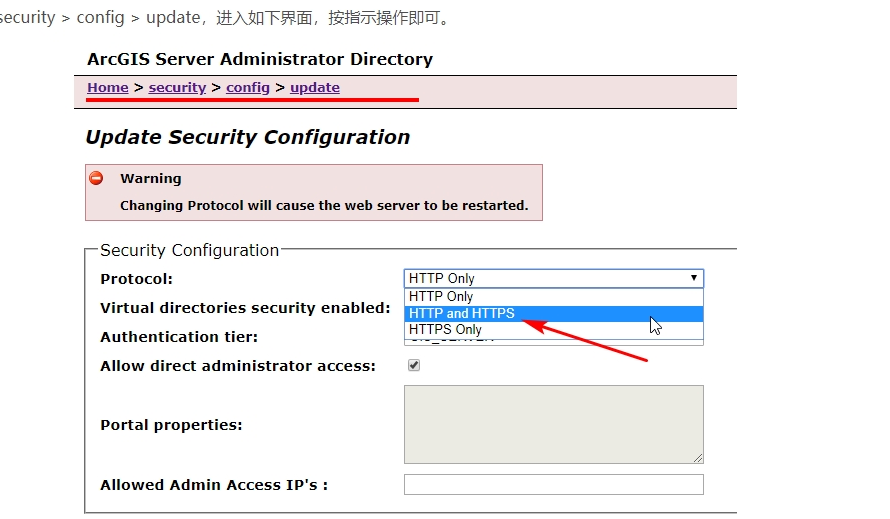 security > config > update，进入如下界面，按指示操作即可。
ArcGIS Server Administrator Directory
Home > security > config > update
Update Security Configuration
Warning
Changing Protocol will cause the web server to be restarted.
Security Configuration
Protocol: HTTP Only
HTTP Only
Virtual directories security enabled: HTTP and HTTPS
HTTPS Only
Authentication tier:
Allow direct administrator access:
Portal properties:
Allowed Admin Access IP's :